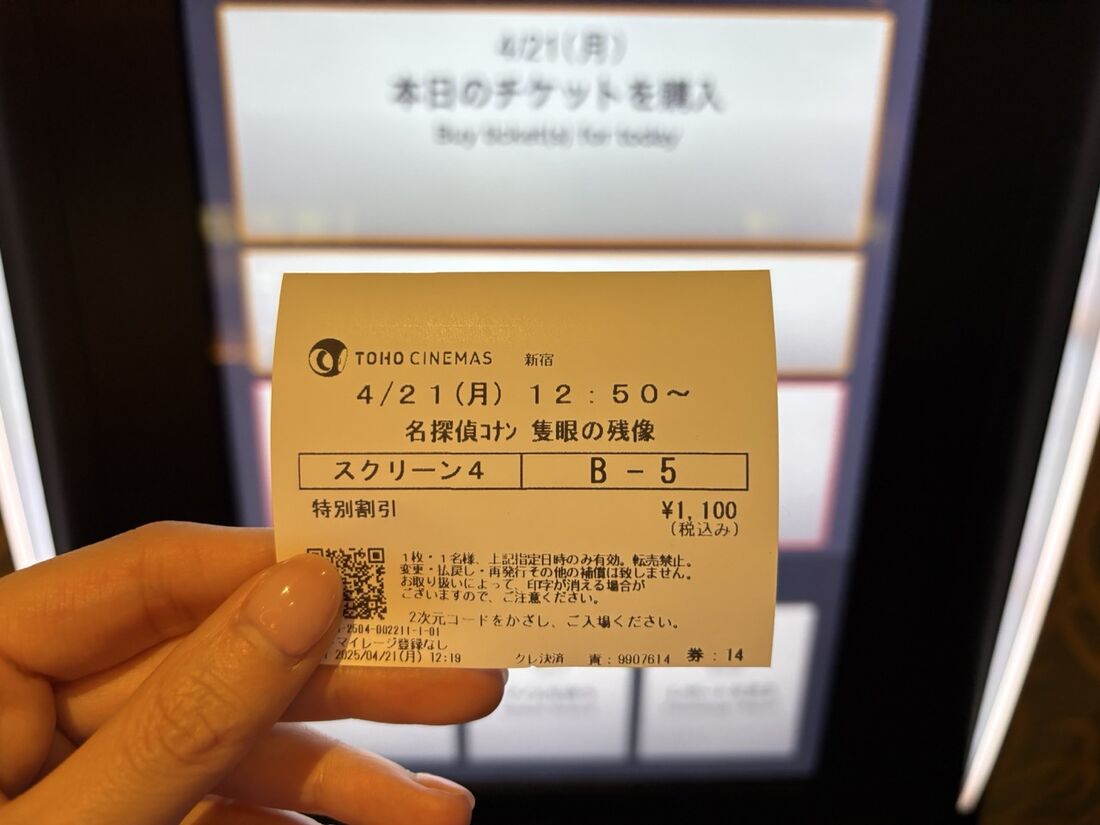 4/21(月)
本日のチケットを購入
Buy ticket(s) for today
TOHO CINEMAS 新宿
4/21(月) 12:50~
名探偵コナン 隻眼の残像
スクリーン4 B-5
特別割引 ¥1,100
(税込み)
1枚・1名様、上記指定日時のみ有効。転売禁止。
変更・払戻し・再発行その他の補償は致しません。
お取り扱いによって、印字が消える場合が
ございますので、ご注意ください。
2次元コードをかざし、ご入場ください。
-2504-002211-1-01
マイレージ登録なし
2025/04/21(月) 12:19 クレ決済 責:9907614 券:14